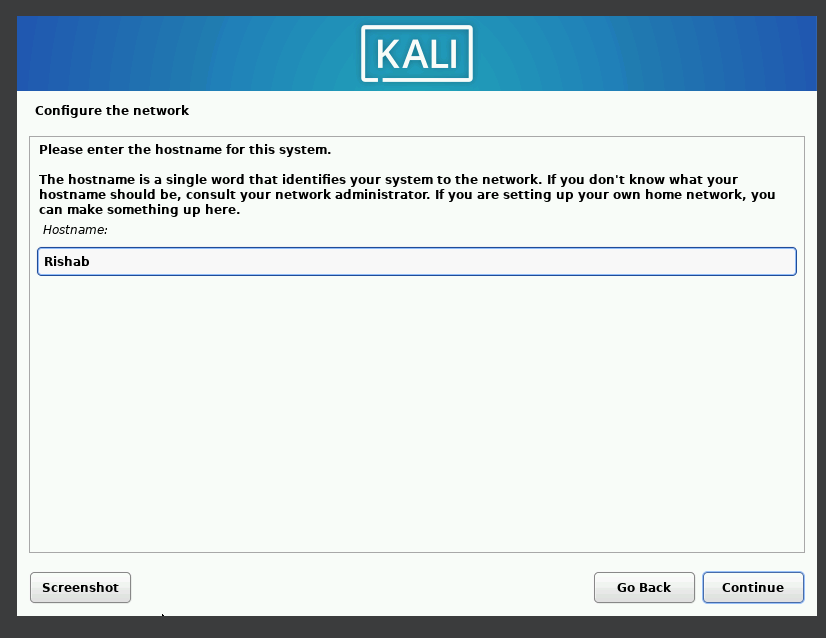 KALI
Configure the network
Please enter the hostname for this system.
The hostname is a single word that identifies your system to the network. If you don't know what your
hostname should be, consult your network administrator. If you are setting up your own home network, you
can make something up here.
Hostname:
Rishab
Screenshot
Go Back
Continue